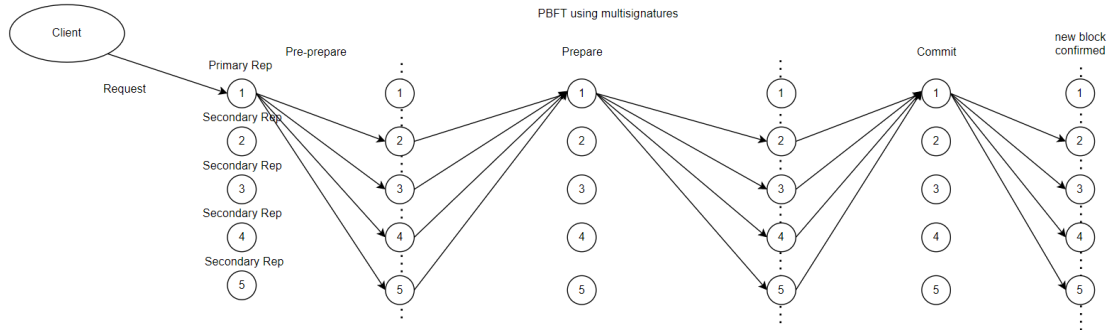 PBFT using multisignatures
Client
Pre-prepare
Prepare
Commit
new block
confirmed
Request
Primary Rep
1
1
1
1
1
1
Secondary Rep
2
2
2
2
2
2
Secondary Rep
3
3
3
3
3
3
Secondary Rep
4
4
4
4
4
4
Secondary Rep
5
5
5
5
5
5